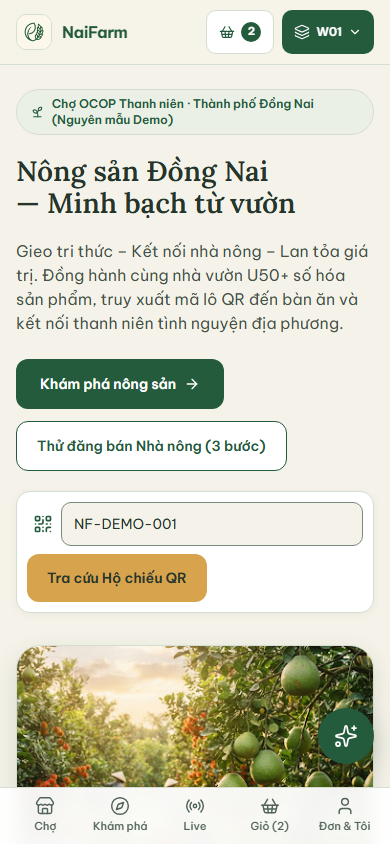 NaiFarm
2
W01
Chợ OCOP Thanh niên · Thành phố Đồng Nai
(Nguyên mẫu Demo)
Nông sản Đồng Nai
— Minh bạch từ vườn
Gieo tri thức – Kết nối nhà nông – Lan tỏa giá
trị. Đồng hành cùng nhà vườn U50+ số hóa
sản phẩm, truy xuất mã lô QR đến bàn ăn và
kết nối thanh niên tình nguyện địa phương.
Khám phá nông sản →
Thử đăng bán Nhà nông (3 bước)
NF-DEMO-001
Tra cứu Hộ chiếu QR
Chợ
Khám phá
Live
Giỏ (2)
Đơn & Tôi